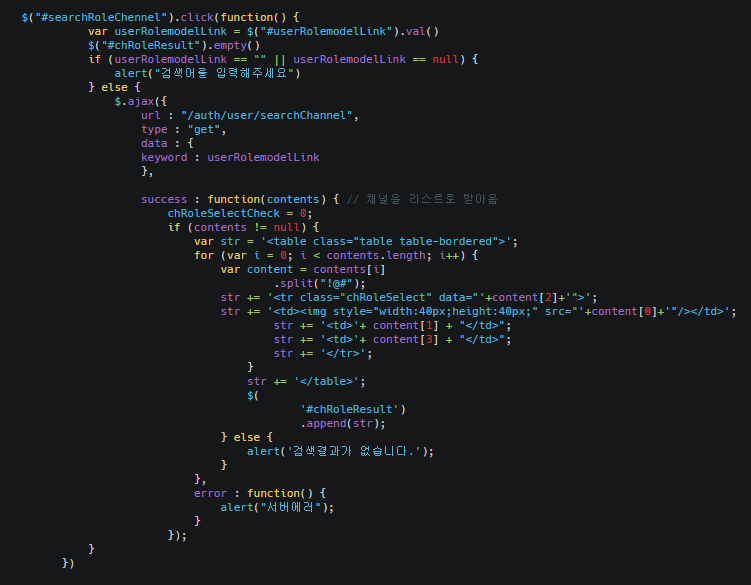 $("#searchRoleChennel").click(function() {
var userRolemodelLink = $("#userRolemodelLink").val()
$("#chRoleResult").empty()
if (userRolemodelLink == "" || userRolemodelLink == null) {
alert("검색어를 입력해주세요")
} else {
$.ajax({
url : "/auth/user/searchChannel",
type : "get",
data : {
keyword : userRolemodelLink
},
success : function(contents) { // 채널을 리스트로 받아옴
chRoleSelectCheck = 0;
if (contents != null) {
var str = '<table class="table table-bordered">';
for (var i = 0; i < contents.length; i++) {
var content = contents[i]
.split("!@#");
str += '<tr class="chRoleSelect" data="'+content[2]+'">';
str += '<td><img style="width:40px;height:40px;" src="'+content[0]+'"/></td>';
str += '<td>'+ content[1] + "</td>";
str += '<td>'+ content[3] + "</td>";
str += '</tr>';
}
str += '</table>';
$(
'#chRoleResult')
.append(str);
} else {
alert('검색결과가 없습니다.');
}
},
error : function() {
alert("서버에러");
}
});
}
})